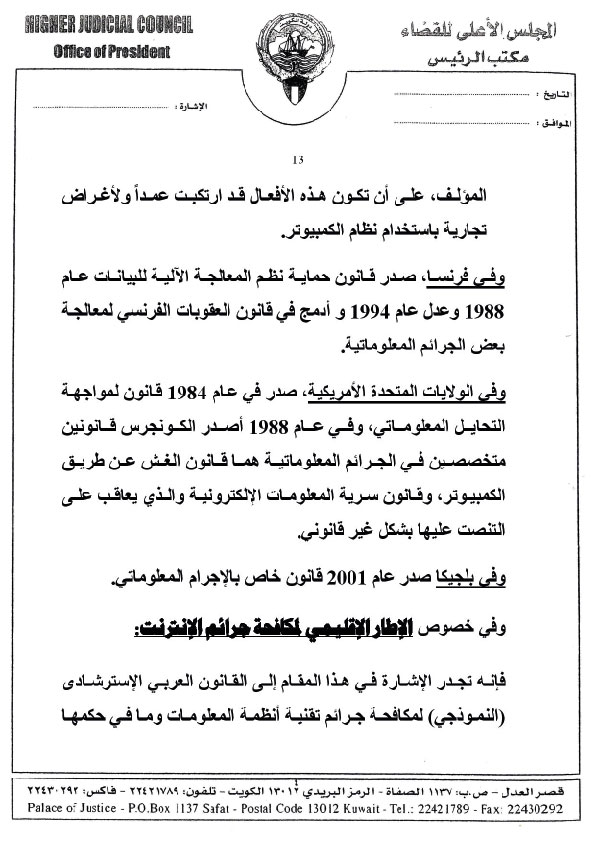 HIGHER JUDICIAL COUNCIL
Office of President
المجلس الأعلى للقضاء
مكتب الرئيس
التاريخ :
الموافق :
الإشارة :
13
المؤلف، على أن تكون هذه الأفعال قد ارتكبت عمداً ولأغراض
تجارية باستخدام نظام الكمبيوتر.
وفي فرنسا، صدر قانون حماية نظم المعالجة الآلية للبيانات عام
1988 وعدل عام 1994 و أدمج في قانون العقوبات الفرنسي لمعالجة
بعض الجرائم المعلوماتية.
وفي الولايات المتحدة الأمريكية، صدر في عام 1984 قانون لمواجهة
التحايل المعلوماتي، وفي عام 1988 أصدر الكونجرس قانونين
متخصصين في الجرائم المعلوماتية هما قانون الغش عن طريق
الكمبيوتر، وقانون سرية المعلومات الإلكترونية والذي يعاقب على
التنصت عليها بشكل غير قانوني.
وفي بلجيكا صدر عام 2001 قانون خاص بالإجرام المعلوماتي.
وفي خصوص الإطار الإقليمي لمكافحة جرائم الإنترنت:
فإنه تجدر الإشارة في هذا المقام إلى القانون العربي الإسترشادى
(النموذجي) لمكافحة جرائم تقنية أنظمة المعلومات وما في حكمها
قصر العدل - ص.ب: ١١٣٧ الصفاة - الرمز البريدي ١٣٠١٢ الكويت - تلفون: ٢٢٤٢١٧٨٩ - فاكس: ٢٢٤٣٠٢٩٢
Palace of Justice - P.O.Box 1137 Safat - Postal Code 13012 Kuwait - Tel.: 22421789 - Fax: 22430292